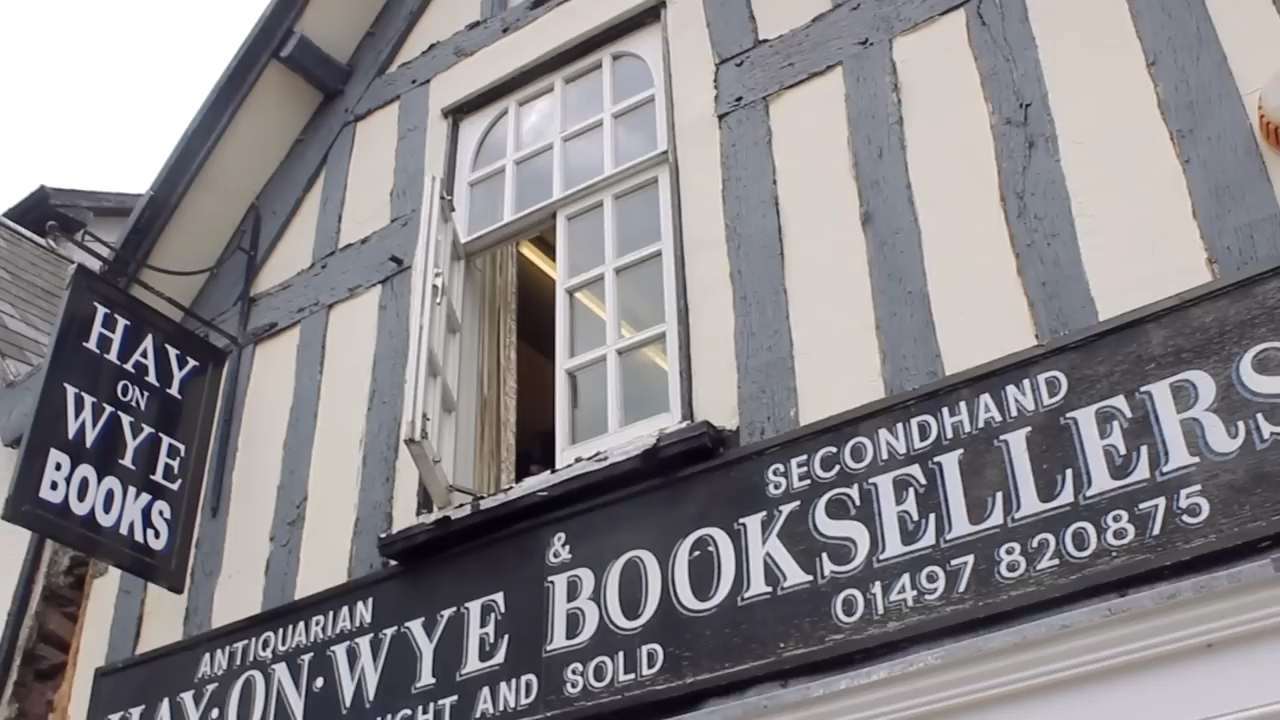 HAY
ON
WYE
BOOKS
ANTIQUARIAN & SECONDHAND
HAY·ON·WYE BOOKSELLERS
AND SOLD 01497 820875